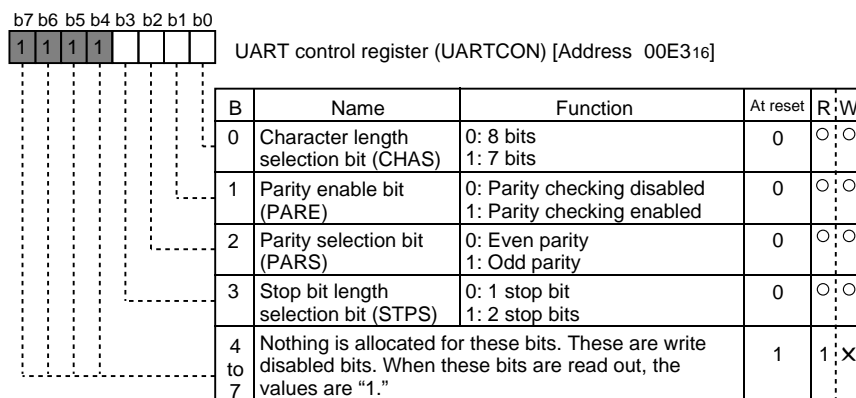 b7 b6 b5 b4 b3 b2 b1 b0
1 1 1 1
UART control register (UARTCON) [Address 00E316]
B Name Function At reset R W
0 Character length 0: 8 bits 0 ○ ○
selection bit (CHAS) 1: 7 bits
1 Parity enable bit 0: Parity checking disabled 0 ○ ○
(PARE) 1: Parity checking enabled
2 Parity selection bit 0: Even parity 0 ○ ○
(PARS) 1: Odd parity
3 Stop bit length 0: 1 stop bit 0 ○ ○
selection bit (STPS) 1: 2 stop bits
4 Nothing is allocated for these bits. These are write
to disabled bits. When these bits are read out, the 1 1 ×
7 values are “1.”